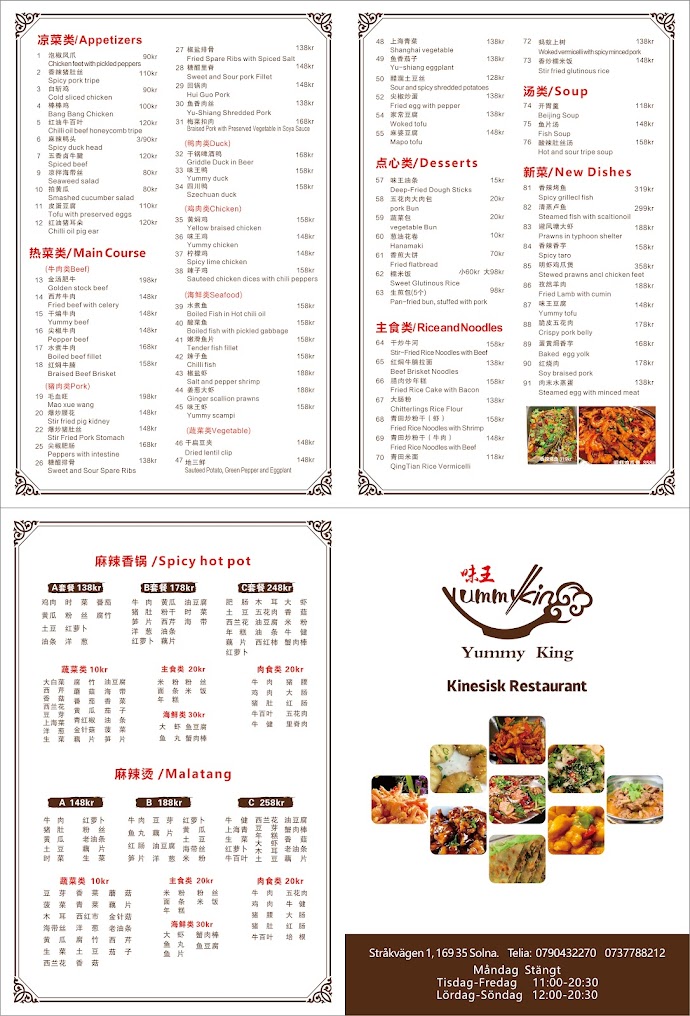 凉菜类/Appetizers
1 泡椒凤爪 90kr
Chicken feet with pickled peppers
2 香辣猪肚丝 110kr
Spicy pork tripe
3 白斩鸡 90kr
Cold sliced chicken
4 棒棒鸡 100kr
Bang Bang Chicken
5 红油牛百叶 120kr
Chilli oil beef honeycomb tripe
6 麻辣鸭头 3/90kr
Spicy duck head
7 五香卤牛腱 120kr
Spiced beef
9 凉拌海带丝 80kr
Seaweed salad
10 拍黄瓜 80kr
Smashed cucumber salad
11 皮蛋豆腐 110kr
Tofu with preserved eggs
12 红油猪耳朵 120kr
Chilli oil pig ear
热菜类/Main Course
(牛肉类Beef)
13 金汤肥牛 198kr
Golden stock beef
14 西芹牛肉 148kr
Fried beef with celery
15 干煸牛肉 148kr
Yummy beef
16 尖椒牛肉 148kr
Pepper beef
17 水煮牛肉 168kr
Boiled beef fillet
18 红焖牛腩 158kr
Braised Beef Brisket
(猪肉类Pork)
19 毛血旺 198kr
Mao xue wang
20 爆炒腰花 148kr
Stir fried pig kidney
22 爆炒猪肚丝 148kr
Stir Fried Pork Stomach
25 尖椒肥肠 168kr
Peppers with intestine
26 糖醋排骨 138kr
Sweet and Sour Spare Ribs
27 椒盐排骨 138kr
Fried Spare Ribs with Spiced Salt
28 糖醋里脊 148kr
Sweet and Sour pork Fillet
29 回锅肉 148kr
Hui Guo Pork
30 鱼香肉丝 138kr
Yu-Shiang Shredded Pork
31 梅菜扣肉 168kr
Braised Pork with Preserved Vegetable in Soya Sauce
(鸭肉类Duck)
32 干锅啤酒鸭 168kr
Griddle Duck in Beer
33 味王鸭 148kr
Yummy duck
34 四川鸭 158kr
Szechuan duck
(鸡肉类Chicken)
35 黄焖鸡 158kr
Yellow braised chicken
36 味王鸡 148kr
Yummy chicken
37 柠檬鸡 148kr
Spicy lime chicken
38 辣子鸡 158kr
Sauteed chicken dices with chili peppers
(海鲜类Seafood)
39 水煮鱼 158kr
Boiled Fish in Hot chili oil
40 酸菜鱼 158kr
Boiled fish with pickled gabbage
41 嫩滑鱼片 158kr
Tender fish fillet
42 辣子鱼 158kr
Chilli fish
43 椒盐虾 168kr
Salt and pepper shrimp
44 姜葱大虾 168kr
Ginger scallion prawns
45 味王虾 168kr
Yummy scampi
(蔬菜类Vegetable)
46 干扁豆夹 148kr
Dried lentil clip
47 地三鲜 148kr
Sauteed Potato, Green Pepper and Eggplant
48 上海青菜 138kr
Shanghai vegetable
49 鱼香茄子 138kr
Yu-shiang eggplant
50 醋溜土豆丝 128kr
Sour and spicy shredded potatoes
52 尖椒炒蛋 138kr
Fried egg with pepper
54 家常豆腐 138kr
Woked tofu
55 麻婆豆腐 148kr
Mapo tofu
点心类/Desserts
57 味王油条 15kr
Deep-Fried Dough Sticks
58 五花肉大肉包 20kr
pork Bun
59 蔬菜包 20kr
vegetable Bun
60 葱油花卷 10kr
Hanamaki
61 香煎大饼 70kr
Fried flatbread
62 糯米饭 小60kr 大98kr
Sweet Glutinous Rice
63 生煎包(5个) 98kr
Pan-fried bun, stuffed with pork
主食类/Rice and Noodles
64 干炒牛河 158kr
Stir-Fried Rice Noodles with Beef
65 红焖牛腩拉面 138kr
Beef Brisket Noodles
66 腊肉炒年糕 158kr
Fried Rice Cake with Bacon
67 大肠粉 138kr
Chitterlings Rice Flour
68 青田炒粉干（虾） 158kr
Fried Rice Noodles with Shrimp
69 青田炒粉干（牛肉） 148kr
Fried Rice Noodles with Beef
70 青田米面 118kr
QingTian Rice Vermicelli
72 蚂蚁上树 138kr
Woked vermicelli with spicy minced pork
73 香炒糯米饭 148kr
Stir fried glutinous rice
汤类/Soup
74 开胃羹 118kr
Beijing Soup
75 鱼片汤 148kr
Fish Soup
76 酸辣肚丝汤 158kr
Hot and sour tripe soup
新菜/New Dishes
81 香辣烤鱼 319kr
Spicy grillecl fish
82 清蒸卢鱼 299kr
Steamed fish with scaltionoil
83 避风塘大虾 188kr
Prawns in typhoon shelter
84 香辣香芋 158kr
Spicy taro
85 明虾鸡爪煲 358kr
Stewed prawns ancl chicken feet
86 孜然羊肉 188kr
Fried Lamb with cumin
87 味王豆腐 148kr
Yummy tofu
88 脆皮五花肉 178kr
Crispy pork belly
89 蛋黄焗香芋 168kr
Baked egg yolk
90 红烧肉 178kr
Soy braised pork
91 肉末水蒸蛋 138kr
Steamed egg with minced meat
麻辣香锅 /Spicy hot pot
A套餐 138kr B套餐 178kr C套餐 248kr
鸡肉 时菜 番茄
黄瓜 粉丝 腐竹
土豆 红萝卜
油条 洋葱
牛肉 黄瓜 油豆腐
猪肚 粉干 时菜
笋片 西芹 海带
洋葱 油条
红萝卜 藕片
肥肠 木耳 大虾
土豆 五花肉 香菇
西兰花 油豆腐 粉丝
年糕 油条 牛健
藕片 西红柿 蟹肉棒
红萝卜
蔬菜类 10kr
大白菜 腐竹 油豆腐
西芹 蘑菇 海带
香菇 番茄 香菜
西兰花 黄瓜 茄子
豆芽 青红椒 油条
上海菜 金针菇 菠菜
洋葱
生菜 藕片 笋片
主食类 20kr
米粉 粉丝
面条 米饭
年糕
海鲜类 30kr
大虾 鱼豆腐
鱼丸 蟹肉棒
肉食类 20kr
牛肉 猪腰
鸡肉 大肠
猪肚 红肠
牛百叶 五花肉
牛健 里脊肉
麻辣烫 /Malatang
A 148kr B 188kr C 258kr
牛肉 红萝卜
猪肚 粉丝
香菇 老油条
土豆 藕片
时菜 生菜
牛肉 豆芽 红萝卜
鱼丸 藕片 黄瓜
土豆
红肠 油豆腐 海带丝
笋片 洋葱 米粉
牛健 西兰花 油豆腐
上海青 豆芽 蟹肉棒
生菜 年糕 黄瓜
红萝卜 大虾 老油条
木耳
牛百叶 土豆 藕片
蔬菜类 10kr
豆芽 香菜 蘑菇
菠菜 青菜 藕片
木耳 西红市 金针菇
海带丝 洋葱 老油条
黄瓜 腐竹 西芹
生菜 土豆 茄子
西兰花 香菇
主食类 20kr
米粉 粉丝
面条 米饭
年糕
海鲜类 30kr
大虾 蟹肉棒
鱼丸 鱼豆腐
鱼片
肉食类 20kr
牛肉 五花肉
鸡肉 牛健
猪腰 大肠
猪肚 红肠
牛百叶 培根
味王
Yummy King
Yummy King
Kinesisk Restaurant
Stråkvägen 1, 169 35 Solna. Telia: 0790432270 0737788212
Måndag Stängt
Tisdag-Fredag 11:00-20:30
Lördag-Söndag 12:00-20:30